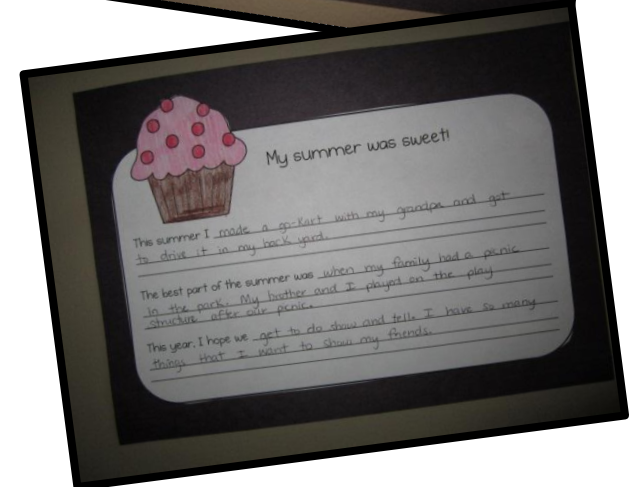 My summer was sweet!
This summer I made a go-kart with my grandpa and got
to drive it in my back yard.
The best part of the summer was when my family had a picnic
in the park. My brother and I played on the play
structure after our picnic.
This year, I hope we get to do show and tell. I have so many
things that I want to show my friends.